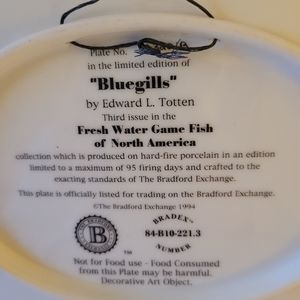 Plate No.
in the limited edition of
"Bluegills"
by Edward L. Totten
Third issue in the
Fresh Water Game Fish
of North America
collection which is produced on hard-fire porcelain in an edition
limited to a maximum of 95 firing days and crafted to the
exacting standards of The Bradford Exchange.
This plate is officially listed for trading on the Bradford Exchange.
©The Bradford Exchange 1994
B
™
BRADEX™
84-B10-221.3
NUMBER
Not for Food use - Food Consumed
from this Plate may be harmful.
Decorative Art Object.